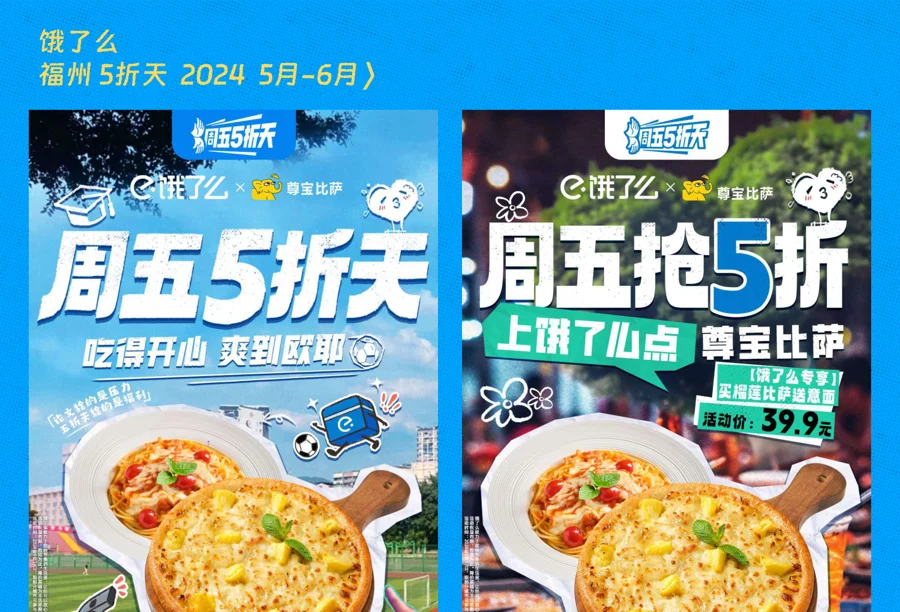 饿了么
福州5折天 2024 5月-6月〉
周五5折天
e·饿了么 × 尊宝比萨
周五5折天
吃得开心 爽到欧耶
「作文给的是压力
五折天给的是福利」
e
周五5折天
e·饿了么 × 尊宝比萨
周五抢5折
上饿了么点 尊宝比萨
【饿了么专享】
买榴莲比萨送意面
活动价：39.9元